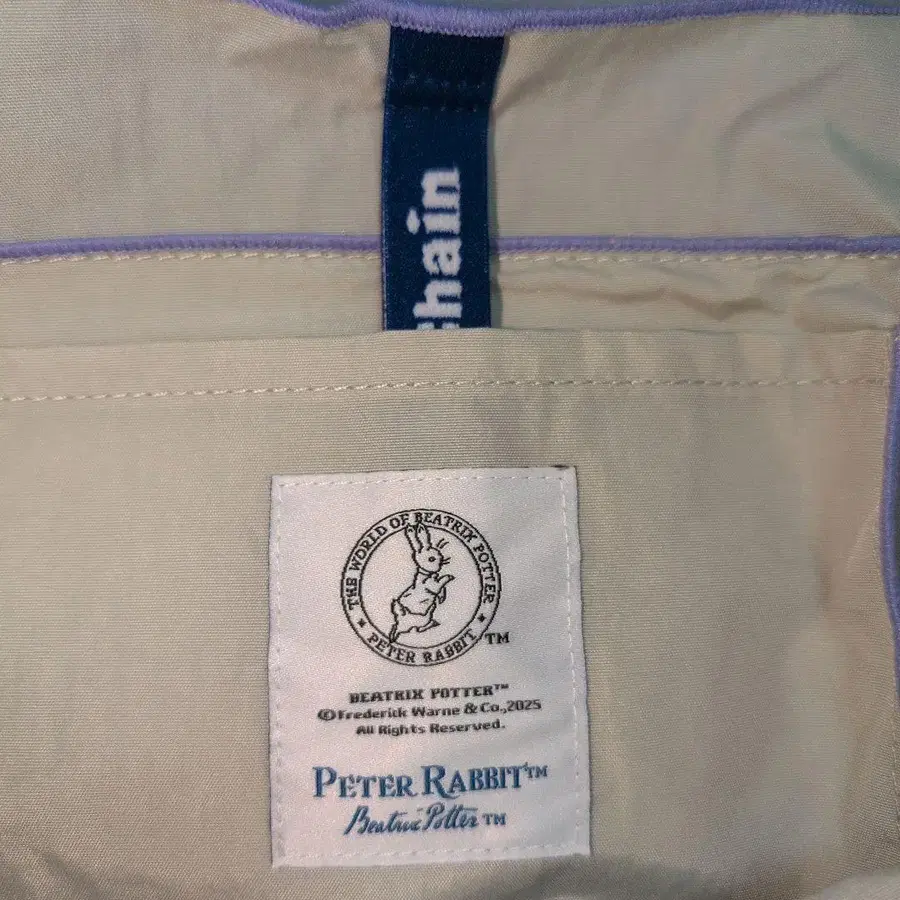 chain
THE WORLD OF BEATRIX POTTER
★ PETER RABBIT ★ TM
BEATRIX POTTER™
©Frederick Warne & Co.,2025
All Rights Reserved.
PETER RABBIT™
Beatrix Potter TM